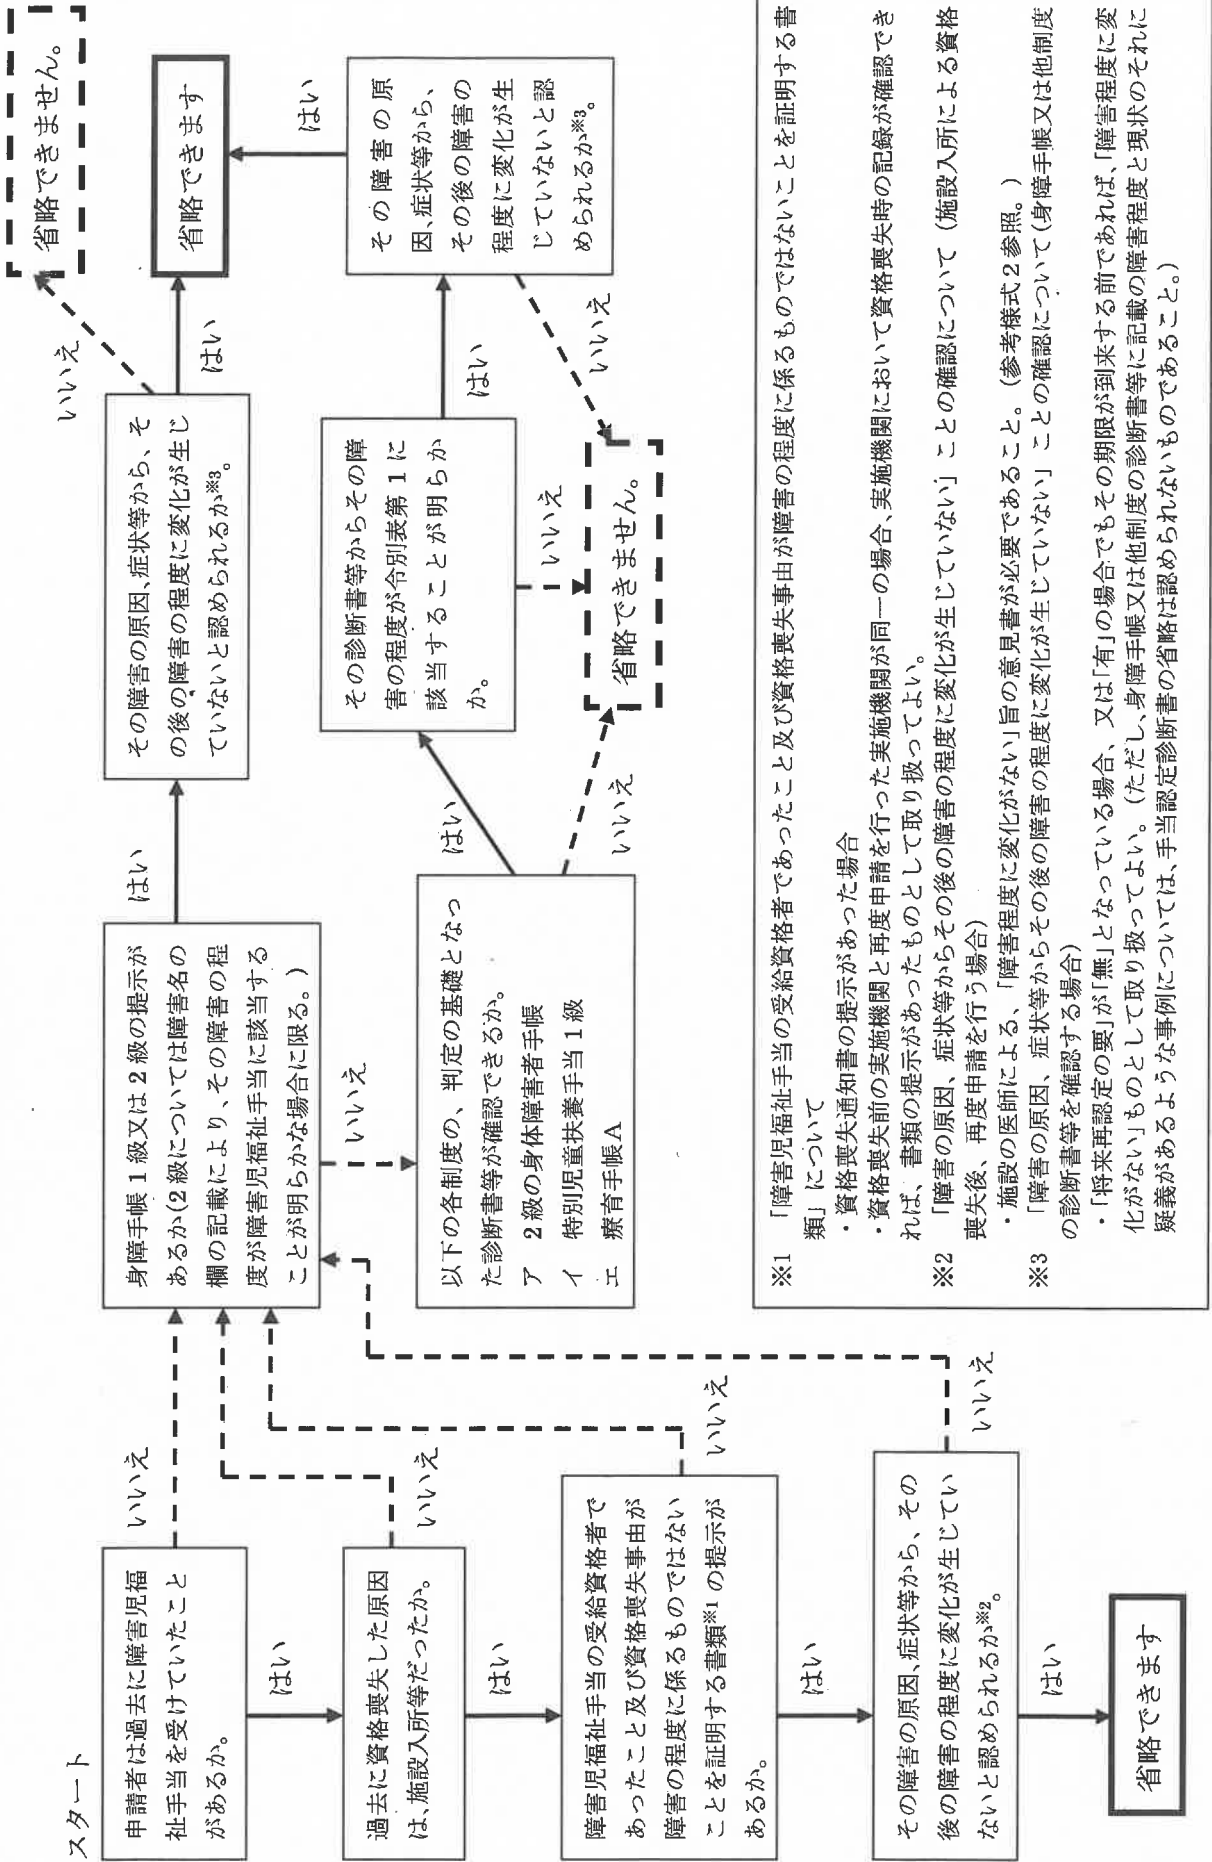 スタート
申請者は過去に障害児福
祉手当を受けていたこと
があるか。
いいえ
はい
過去に資格喪失した原因
は、施設入所等だったか。
いいえ
はい
障害児福祉手当の受給資格者で
あったこと及び資格喪失事由が
障害の程度に係るものではない
ことを証明する書類※1の提示が
あるか。
いいえ
はい
その障害の原因、症状等から、その
後の障害の程度に変化が生じてい
ないと認められるか※2。
いいえ
はい
省略できます
身障手帳1級又は2級の提示が
あるか(2級については障害名の
欄の記載により、その障害の程
度が障害児福祉手当に該当する
ことが明らかな場合に限る。)
はい
いいえ
以下の各制度の、判定の基礎となっ
た診断書等が確認できるか。
ア 2級の身体障害者手帳
イ 特別児童扶養手当1級
エ 療育手帳A
はい
いいえ
その障害の原因、症状等から、そ
の後の障害の程度に変化が生じ
ていないと認められるか※3。
いいえ
はい
省略できません。
省略できます
その診断書等からその障
害の程度が令別表第1に
該当することが明らか
か。
はい
いいえ
その障害の原
因、症状等から、
その後の障害の
程度に変化が生
じていないと認
められるか※3。
はい
いいえ
省略できません。
※1 「障害児福祉手当の受給資格者であったこと及び資格喪失事由が障害の程度に係るものではないことを証明する書
類」について
・資格喪失通知書の提示があった場合
・資格喪失前の実施機関と再度申請を行った実施機関が同一の場合、実施機関において資格喪失時の記録が確認でき
れば、書類の提示があったものとして取り扱ってよい。
※2 「障害の原因、症状等からその後の障害の程度に変化が生じていない」ことの確認について（施設入所による資格
喪失後、再度申請を行う場合）
・施設の医師による、「障害程度に変化がない」旨の意見書が必要であること。（参考様式2参照。）
※3 「障害の原因、症状等からその後の障害の程度に変化が生じていない」ことの確認について(身障手帳又は他制度
の診断書等を確認する場合)
・「将来再認定の要」が「無」となっている場合、又は「有」の場合でもその期限が到来する前であれば、「障害程度に変
化がない」ものとして取り扱ってよい。（ただし、身障手帳又は他制度の診断書等に記載の障害程度と現状のそれに
疑義があるような事例については、手当認定診断書の省略は認められないものであること。）